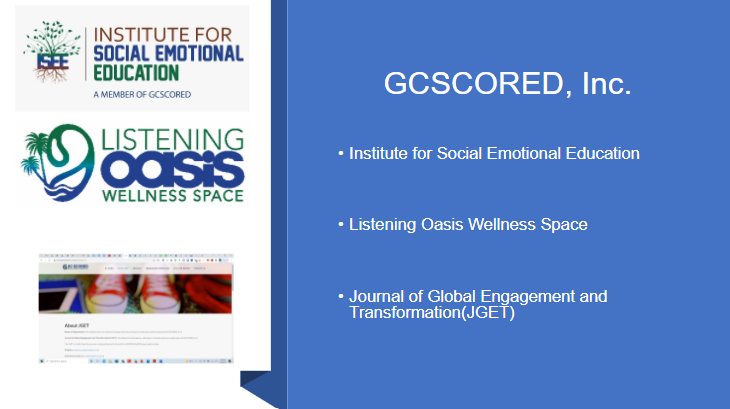 INSTITUTE FOR
SOCIAL EMOTIONAL
EDUCATION
ISEE
A MEMBER OF GCSCORED
LISTENING
oasis
WELLNESS SPACE
About JGET
GCSCORED, Inc.
• Institute for Social Emotional Education
• Listening Oasis Wellness Space
• Journal of Global Engagement and
Transformation(JGET)